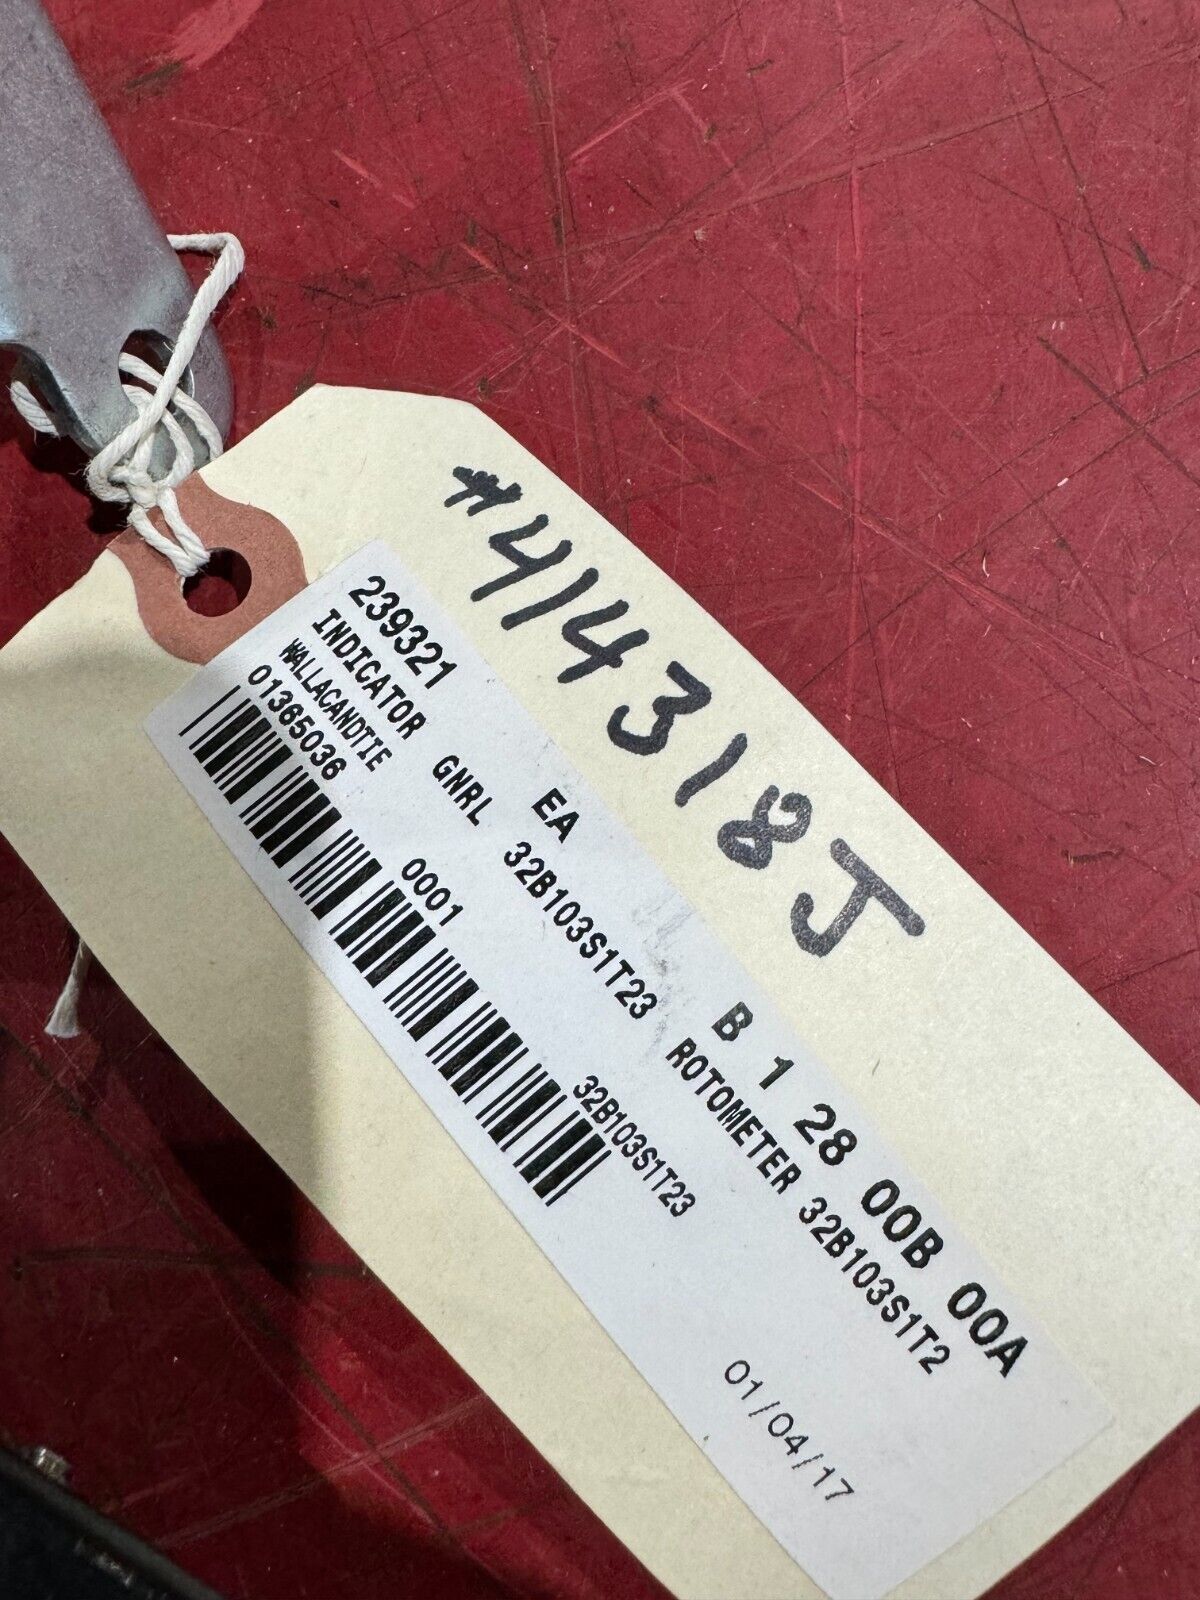 #414318J
239321 EA B 1 28 00B 00A
INDICATOR GNRL 32B103S1T23 ROTOMETER 32B103S1T2
WALLACANDTIE
01365036 0001 32B103S1T23
01/04/17